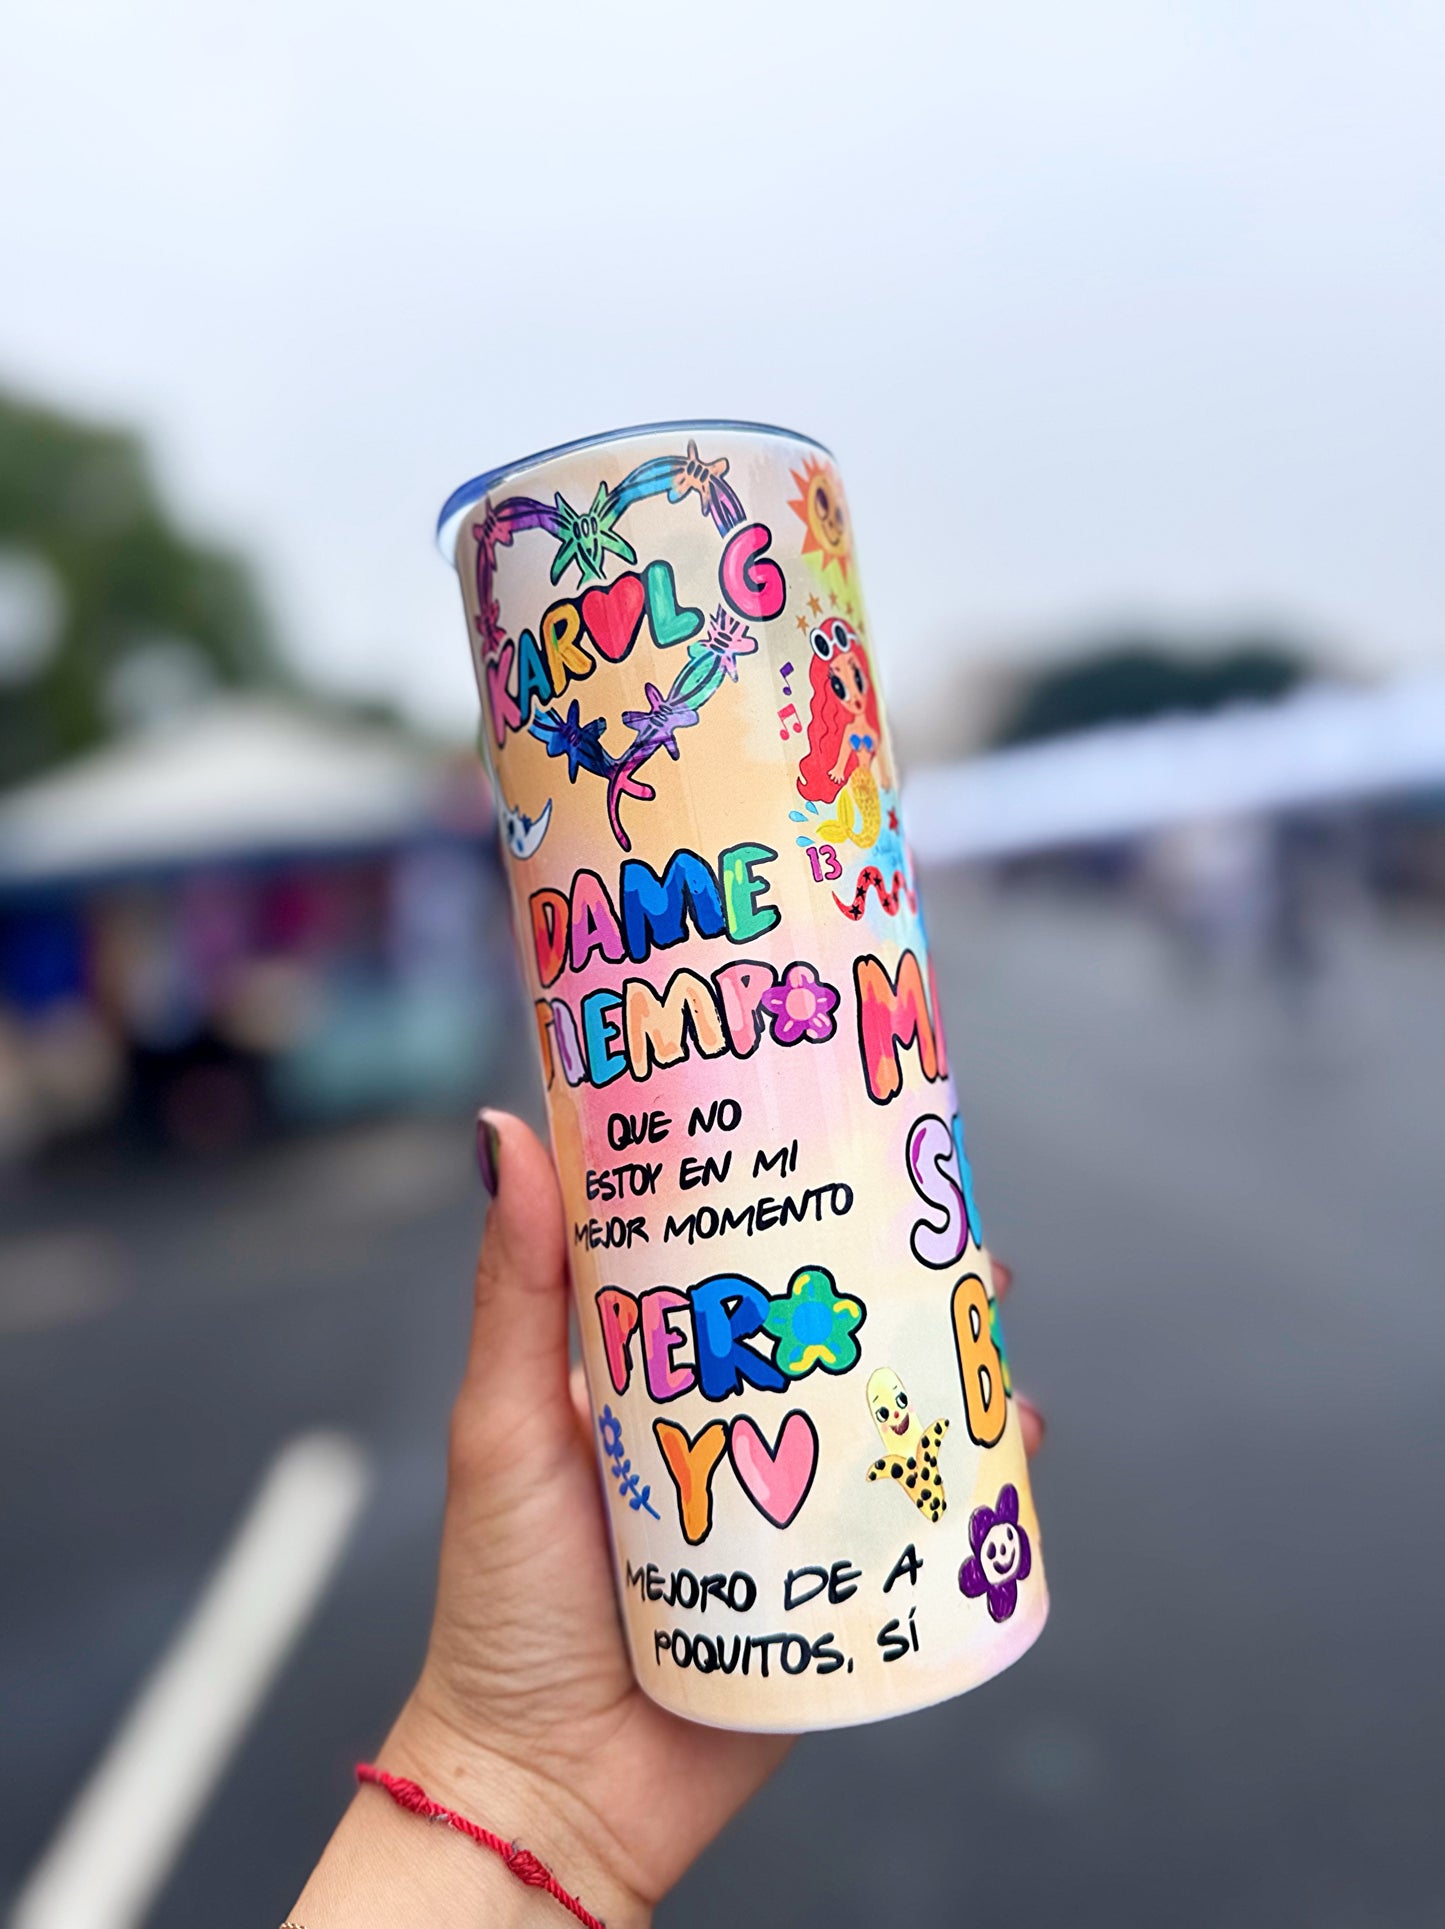 KAROL G
13
DAME
TIEMPO
QUE NO
ESTOY EN MI
MEJOR MOMENTO
PERO
YO
MEJORO DE A
POQUITOS, SÍ